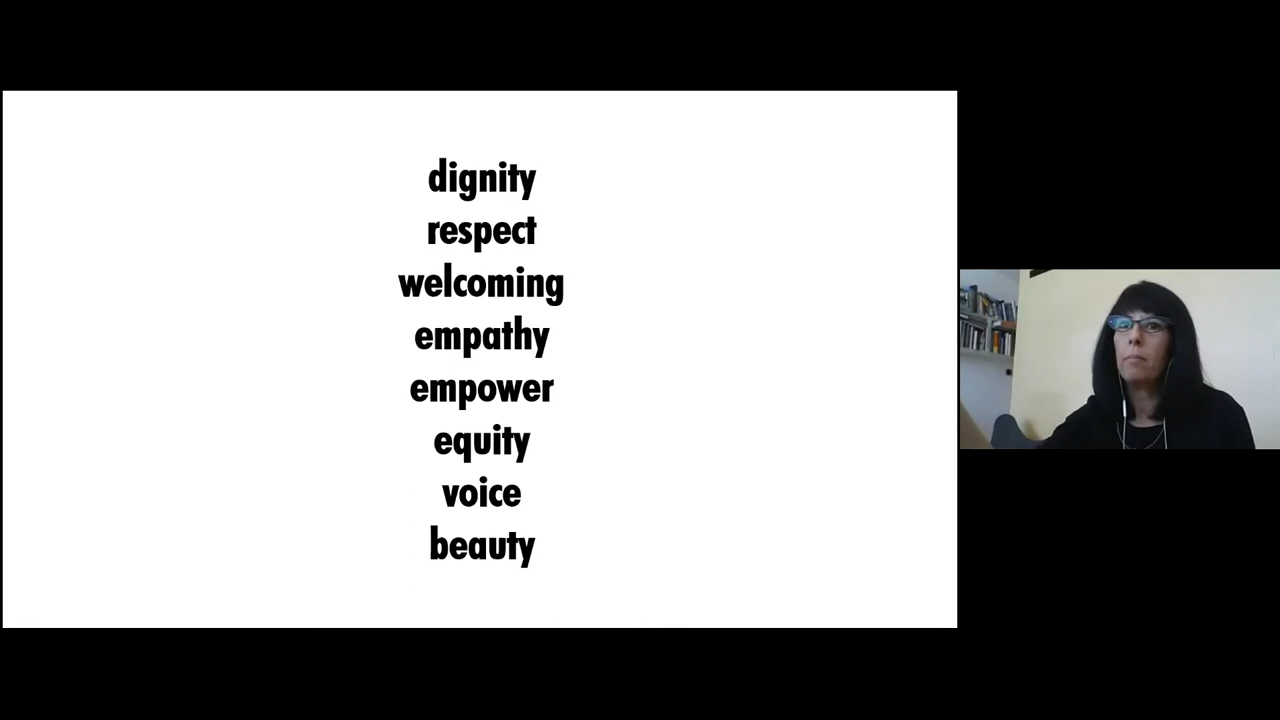 dignity
respect
welcoming
empathy
empower
equity
voice
beauty